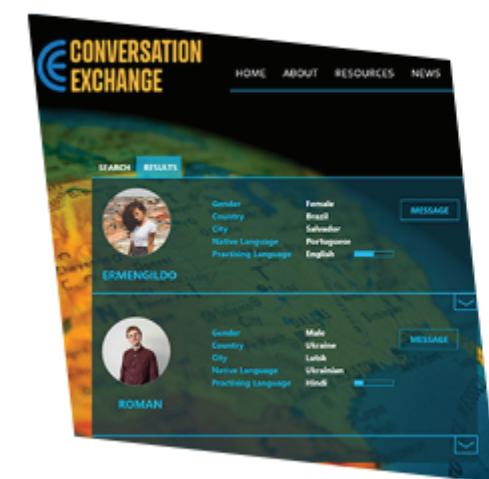 CONVERSATION
EXCHANGE
HOME ABOUT RESOURCES NEWS
SEARCH RESULTS
Gender Female
Country Brazil
City Salvador
Native Language Portuguese
Practising Language English
MESSAGE
ERMENGILDO
Gender Male
Country Ukraine
City Lutsk
Native Language Ukrainian
Practising Language Hindi
MESSAGE
ROMAN